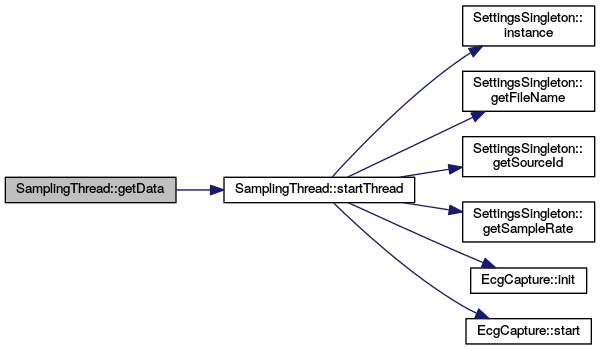 SettingsSingleton::
instance
SettingsSingleton::
getFileName
SettingsSingleton::
getSourceId
SamplingThread::getData
SamplingThread::startThread
SettingsSingleton::
getSampleRate
EcgCapture::init
EcgCapture::start